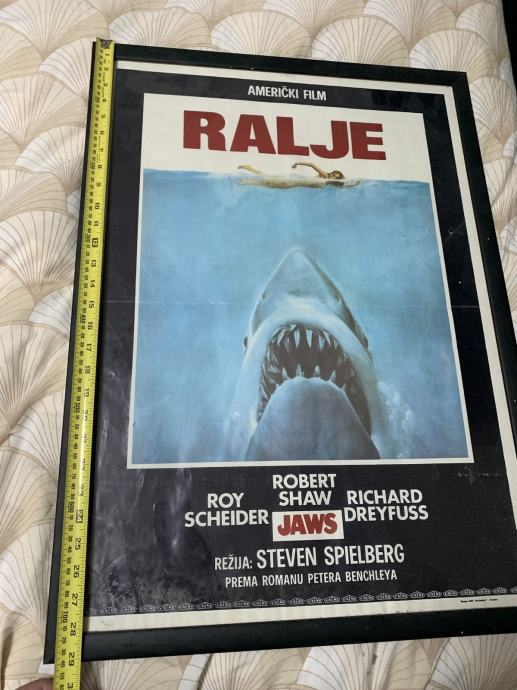 AMERIČKI FILM
RALJE
ROY SCHEIDER
ROBERT SHAW
RICHARD DREYFUSS
JAWS
REŽIJA: STEVEN SPIELBERG
PREMA ROMANU PETERA BENCHLEYA